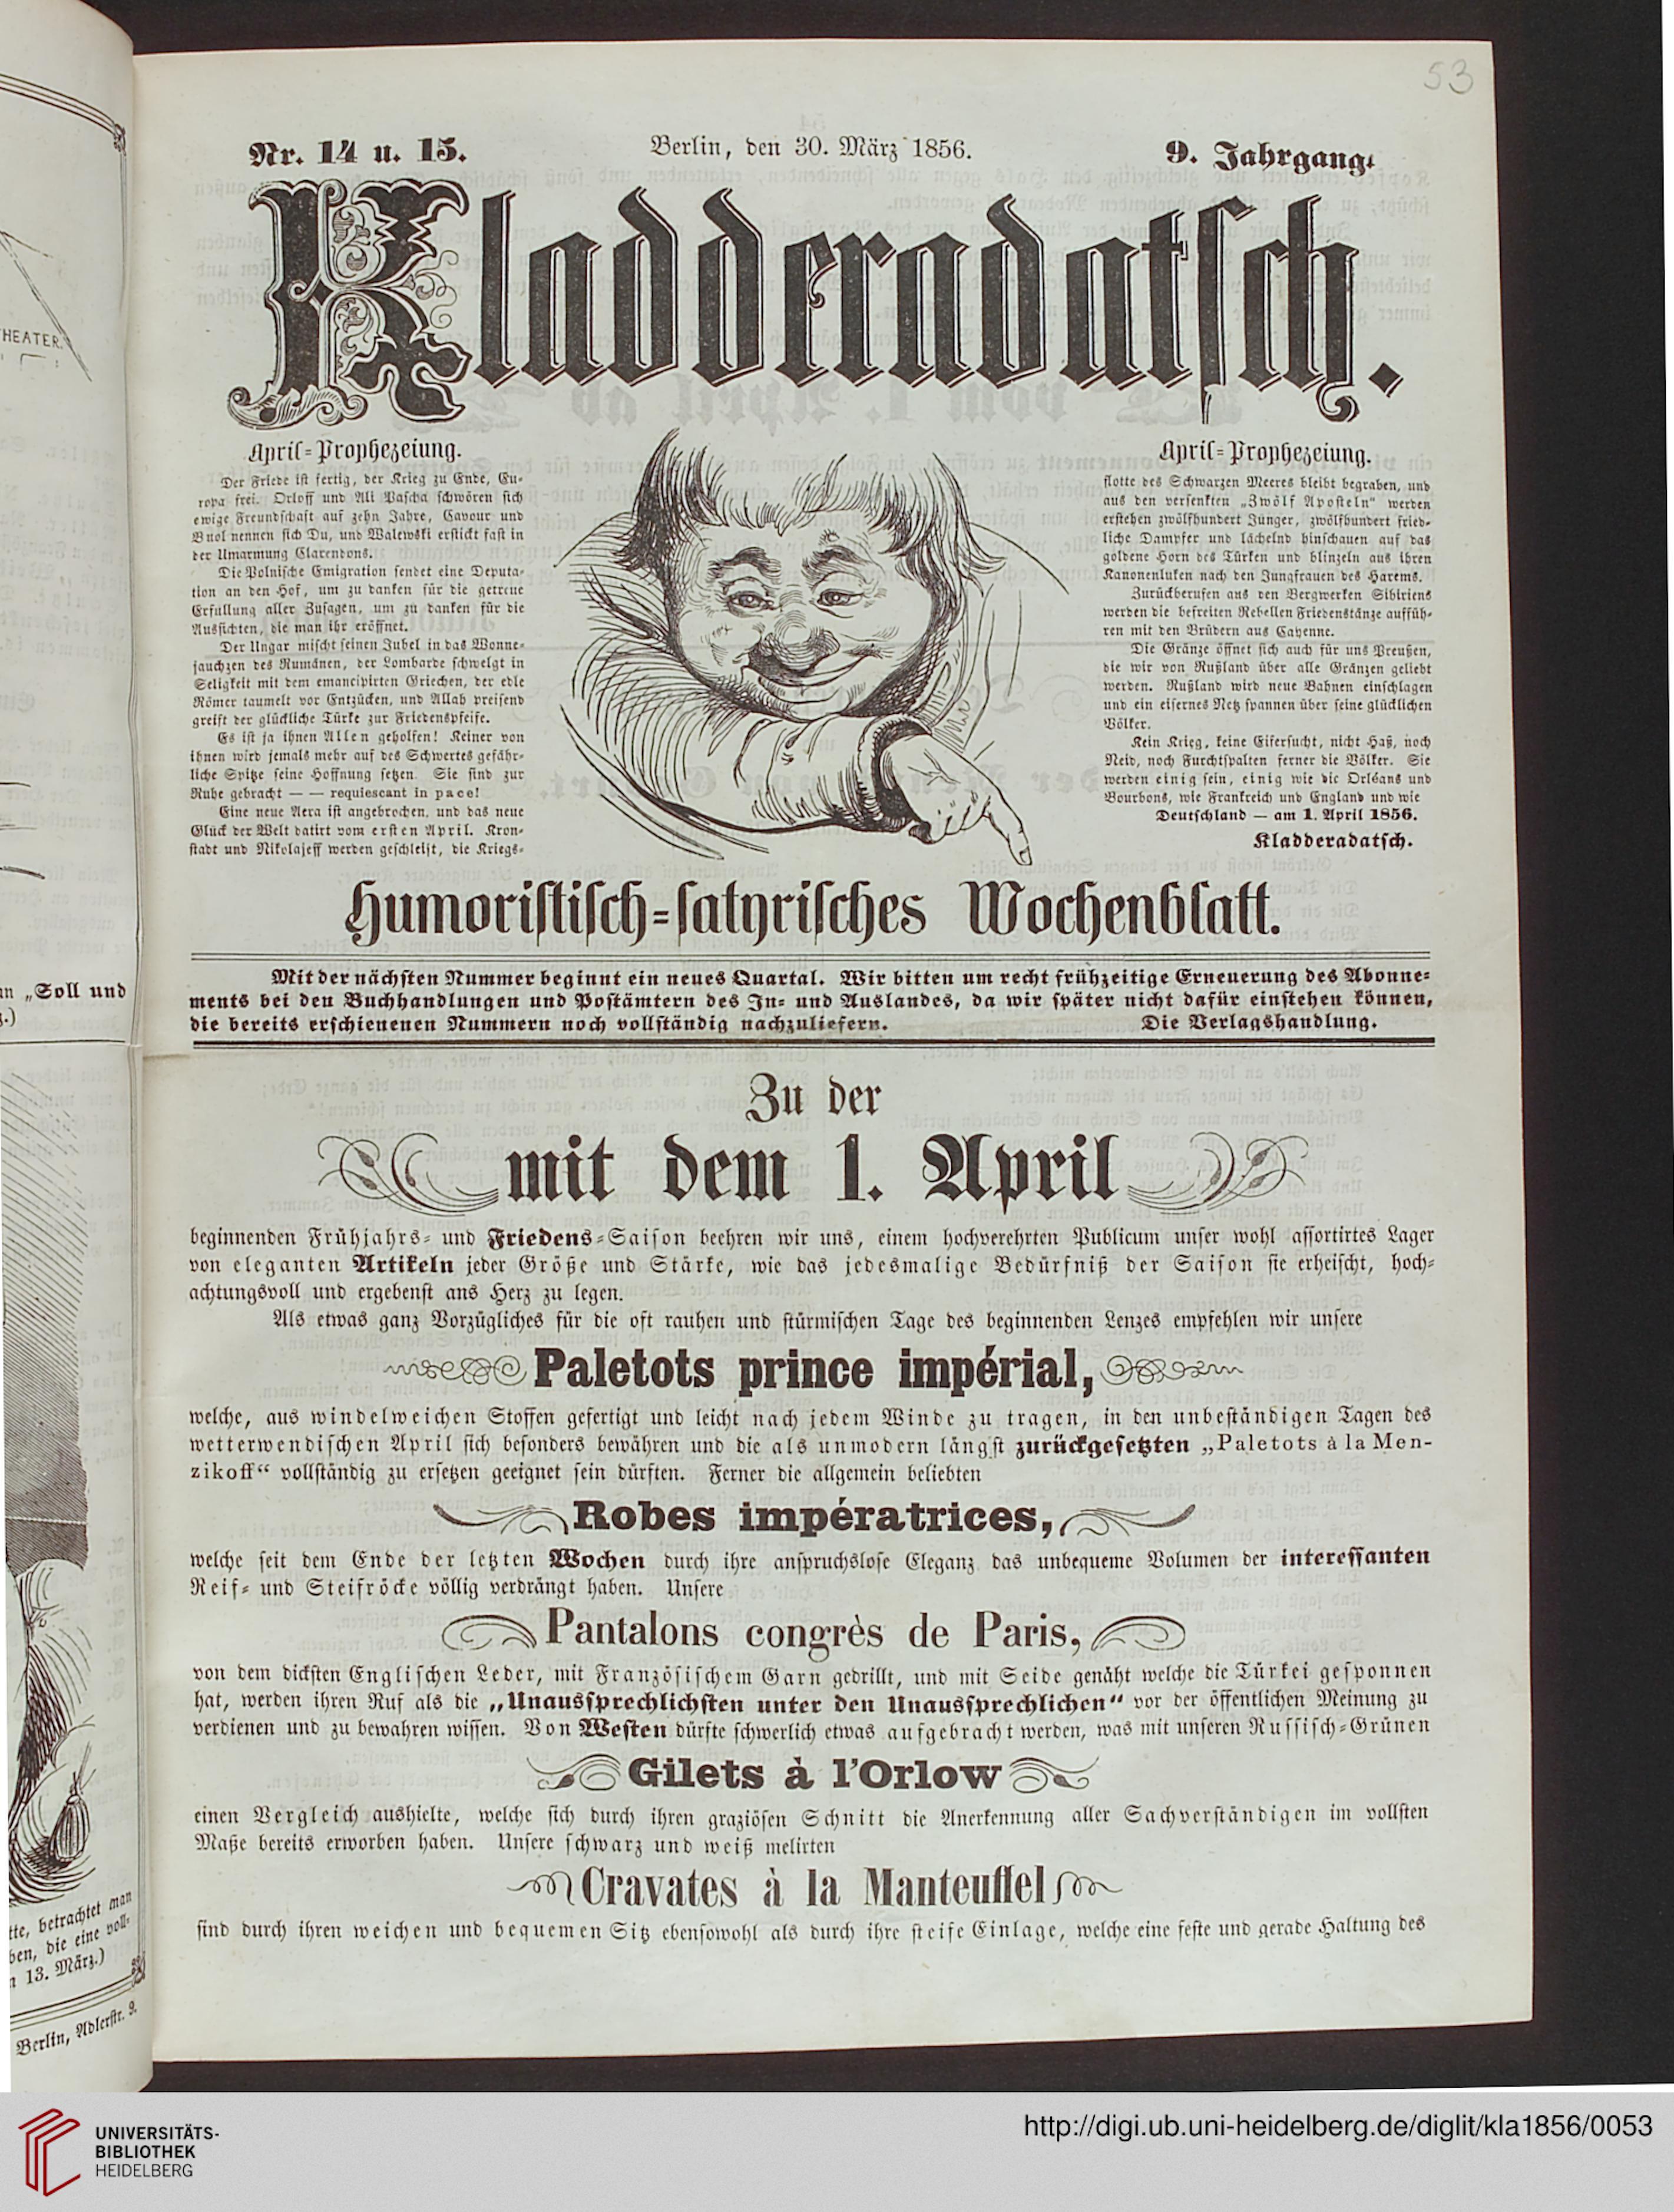 53
Nr. 14 u. 15.
Berlin, den 30. März 1856.
9. Jahrgang.
Kladderadatsch.
April-Prophezeiung.
Der Friede ist fertig, der Krieg zu Ende, Eu-
ropa frei. Orloff und Ali Pascha schwören sich
ewige Freundschaft auf zehn Jahre, Cavour und
Buol nennen sich Du, und Walewski erstickt fast in
der Umarmung Clarendons.
Die Polnische Emigration sendet eine Deputa-
tion an den Hof, um zu danken für die getreue
Erfüllung aller Zusagen, um zu danken für die
Aussichten, die man ihr eröffnet.
Der Ungar mischt seinen Jubel in das Wonne-
jauchzen des Rumänen, der Lombarde schwelgt in
Seligkeit mit dem emancipirten Griechen, der edle
Römer taumelt vor Entzücken, und Allah preisend
greift der glückliche Türke zur Friedenspfeife.
Es ist ja ihnen Allen geholfen! Keiner von
ihnen wird jemals mehr auf des Schwertes gefähr-
liche Spitze seine Hoffnung setzen. Sie sind zur
Ruhe gebracht — — requiescant in pace!
Eine neue Aera ist angebrochen, und das neue
Glück der Welt datirt vom ersten April. Kron-
stadt und Nikolajeff werden geschleift, die Kriegs-
April-Prophezeiung.
flotte des Schwarzen Meeres bleibt begraben, und
aus den versenkten „Zwölf Aposteln“ werden
erstehen zwölfhundert Jünger, zwölfhundert fried-
liche Dampfer und lächelnd hinschauen auf das
goldene Horn des Türken und blinzeln aus ihren
Kanonenluken nach den Jungfrauen des Harems.
Zurückberufen aus den Bergwerken Sibiriens
werden die befreiten Rebellen Friedenstänze auffüh-
ren mit den Brüdern aus Cayenne.
Die Gränze öffnet sich auch für uns Preußen,
die wir von Rußland über alle Gränzen geliebt
werden. Rußland wird neue Bahnen einschlagen
und ein eisernes Netz spannen über seine glücklichen
Völker.
Kein Krieg, keine Eifersucht, nicht Haß, noch
Neid, noch Furcht spalten ferner die Völker. Sie
werden einig sein, einig wie die Orléans und
Bourbons, wie Frankreich und England und wie
Deutschland — am 1. April 1856.
Kladderadatsch.
Humoristisch-satyrisches Wochenblatt.
Mit der nächsten Nummer beginnt ein neues Quartal. Wir bitten um recht frühzeitige Erneuerung des Abonne-
ments bei den Buchhandlungen und Postämtern des In- und Auslandes, da wir später nicht dafür einstehen können,
die bereits erschienenen Nummern noch vollständig nachzuliefern. Die Verlagshandlung.
Zu der
mit dem 1. April
beginnenden Frühjahrs- und Friedens-Saison beehren wir uns, einem hochverehrten Publicum unser wohl assortirtes Lager
von eleganten Artikeln jeder Größe und Stärke, wie das jedesmalige Bedürfniß der Saison sie erheischt, hoch-
achtungsvoll und ergebenst ans Herz zu legen.
Als etwas ganz Vorzügliches für die oft rauhen und stürmischen Tage des beginnenden Lenzes empfehlen wir unsere
Paletots prince impérial,
welche, aus windelweichen Stoffen gefertigt und leicht nach jedem Winde zu tragen, in den unbeständigen Tagen des
wetterwendischen April sich besonders bewähren und die als unmodern längst zurückgesetzten „Paletots à la Men-
zikoff“ vollständig zu ersetzen geeignet sein dürften. Ferner die allgemein beliebten
Robes impératrices,
welche seit dem Ende der letzten Wochen durch ihre anspruchslose Eleganz das unbequeme Volumen der interessanten
Reif- und Steifröcke völlig verdrängt haben. Unsere
Pantalons congrès de Paris,
von dem dicksten Englischen Leder, mit Französischem Garn gedrillt, und mit Seide genäht welche die Türkei gesponnen
hat, werden ihren Ruf als die „Unaussprechlichsten unter den Unaussprechlichen“ vor der öffentlichen Meinung zu
verdienen und zu bewahren wissen. Von Westen dürfte schwerlich etwas aufgebracht werden, was mit unseren Russisch-Grünen
Gilets à l'Orlow
einen Vergleich aushielte, welche sich durch ihren graziösen Schnitt die Anerkennung aller Sachverständigen im vollsten
Maße bereits erworben haben. Unsere schwarz und weiß melirten
Cravates à la Manteuffel
sind durch ihren weichen und bequemen Sitz ebensowohl als durch ihre steife Einlage, welche eine feste und gerade Haltung des
HEATER.
„Soll und
tte, betrachtet man
ben, die eine voll-
13. März.)
Berlin, Adlerstr. 9.
UNIVERSITÄTS-
BIBLIOTHEK
HEIDELBERG
http://digi.ub.uni-heidelberg.de/diglit/kla1856/0053